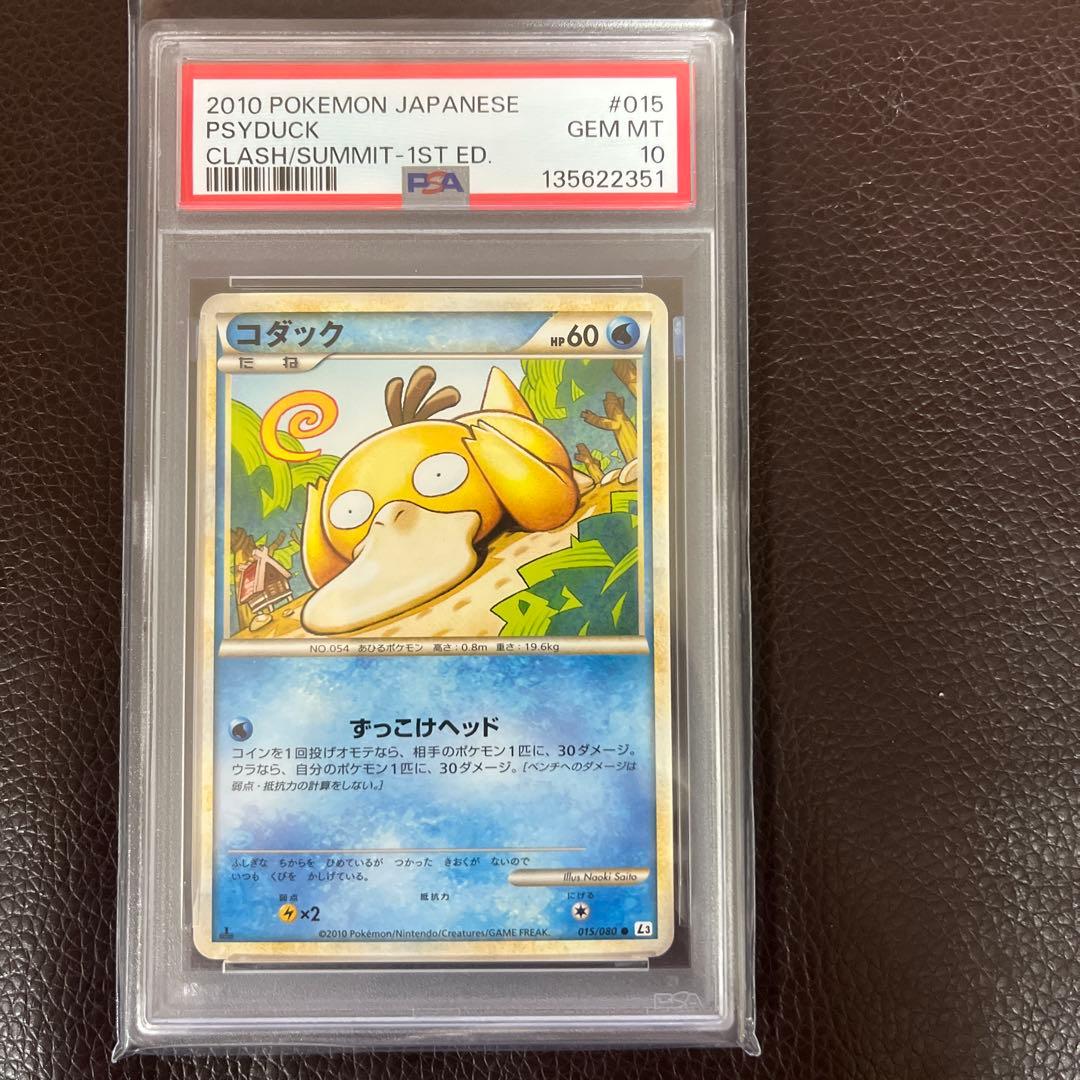 2010 POKEMON JAPANESE #015
PSYDUCK GEM MT
CLASH/SUMMIT-1ST ED. 10
PSA 135622351
コダック HP60
たね
NO.054 あひるポケモン 高さ:0.8m 重さ:19.6kg
ずっこけヘッド
コインを1回投げオモテなら、相手のポケモン1匹に、30ダメージ。
ウラなら、自分のポケモン1匹に、30ダメージ。[ベンチへのダメージは
弱点・抵抗力の計算をしない。]
ふしぎな ちからを ひめているが つかった きおくが ないので
いつも くびを かしげている。
Illus. Naoki Saito
弱点 抵抗力 にげる
×2
1 ©2010 Pokémon/Nintendo/Creatures/GAME FREAK. 015/080 ● L3
PSA